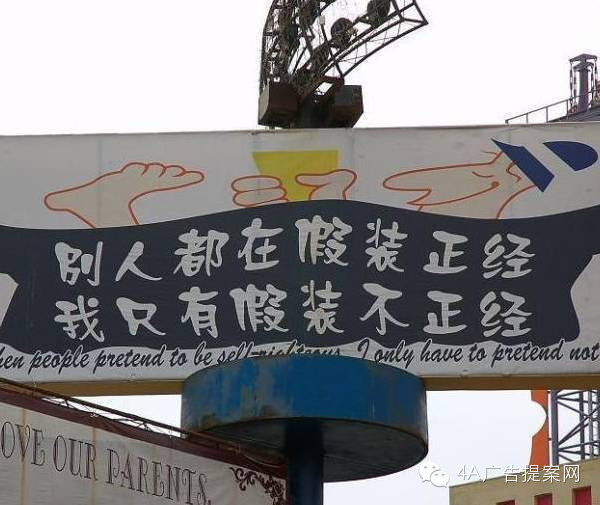 别人都在假装正经
我只有假装不正经
hen people pretend to be self-rightrous, I only have to pretend not
OVE OUR PARENTS,
4A广告提案网